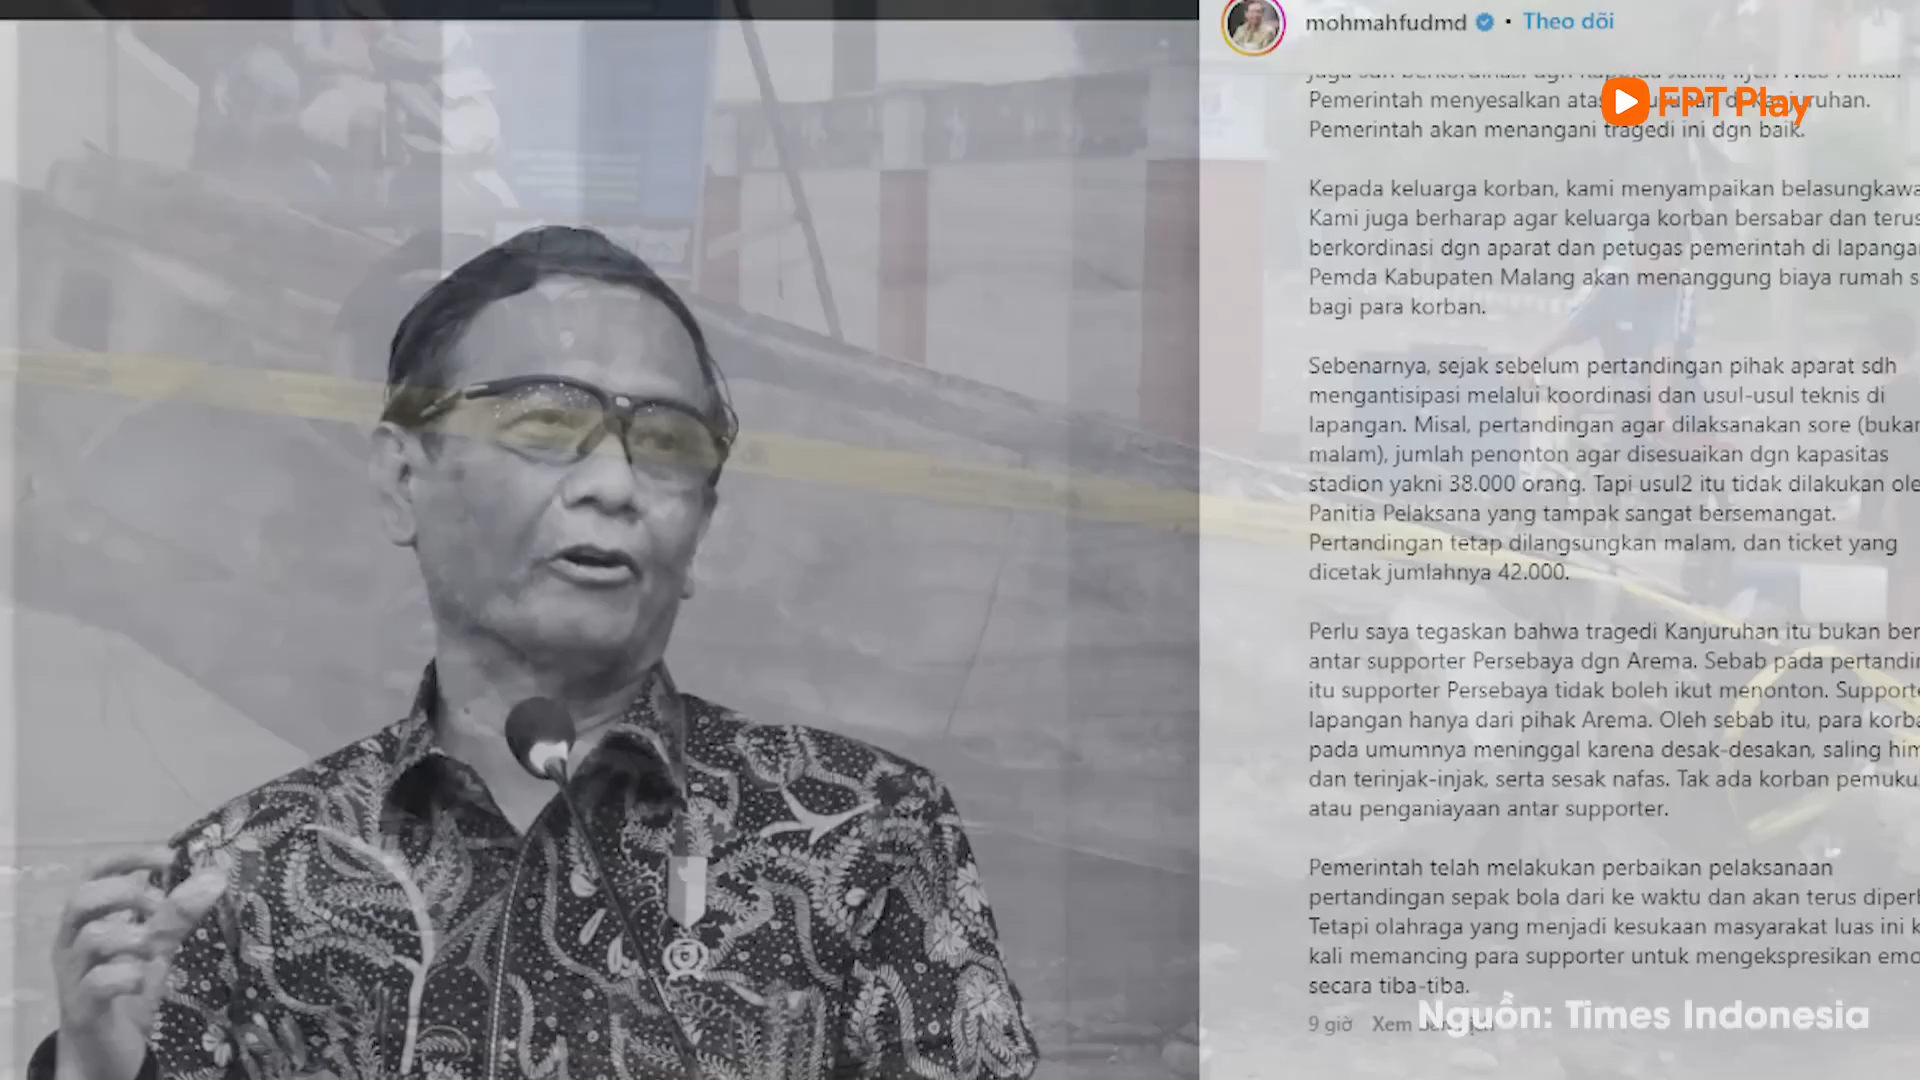 mohmahfudmd • Theo dõi
FPT Play
Pemerintah menyesalkan atas di Kanjuruhan.
Pemerintah akan menangani tragedi ini dgn baik.
Kepada keluarga korban, kami menyampaikan belasungkawa
Kami juga berharap agar keluarga korban bersabar dan terus
berkordinasi dgn aparat dan petugas pemerintah di lapangan
Pemda Kabupaten Malang akan menanggung biaya rumah s
bagi para korban.
Sebenarnya, sejak sebelum pertandingan pihak aparat sdh
mengantisipasi melalui koordinasi dan usul-usul teknis di
lapangan. Misal, pertandingan agar dilaksanakan sore (bukan
malam), jumlah penonton agar disesuaikan dgn kapasitas
stadion yakni 38.000 orang. Tapi usul2 itu tidak dilakukan ole
Panitia Pelaksana yang tampak sangat bersemangat.
Pertandingan tetap dilangsungkan malam, dan ticket yang
dicetak jumlahnya 42.000.
Perlu saya tegaskan bahwa tragedi Kanjuruhan itu bukan ber
antar supporter Persebaya dgn Arema. Sebab pada pertandin
itu supporter Persebaya tidak boleh ikut menonton. Supporte
lapangan hanya dari pihak Arema. Oleh sebab itu, para korba
pada umumnya meninggal karena desak-desakan, saling him
dan terinjak-injak, serta sesak nafas. Tak ada korban pemuku
atau penganiayaan antar supporter.
Pemerintah telah melakukan perbaikan pelaksanaan
pertandingan sepak bola dari ke waktu dan akan terus diperb
Tetapi olahraga yang menjadi kesukaan masyarakat luas ini k
kali memancing para supporter untuk mengekspresikan emo
secara tiba-tiba.
9 giờ Xem
Nguồn: Times Indonesia